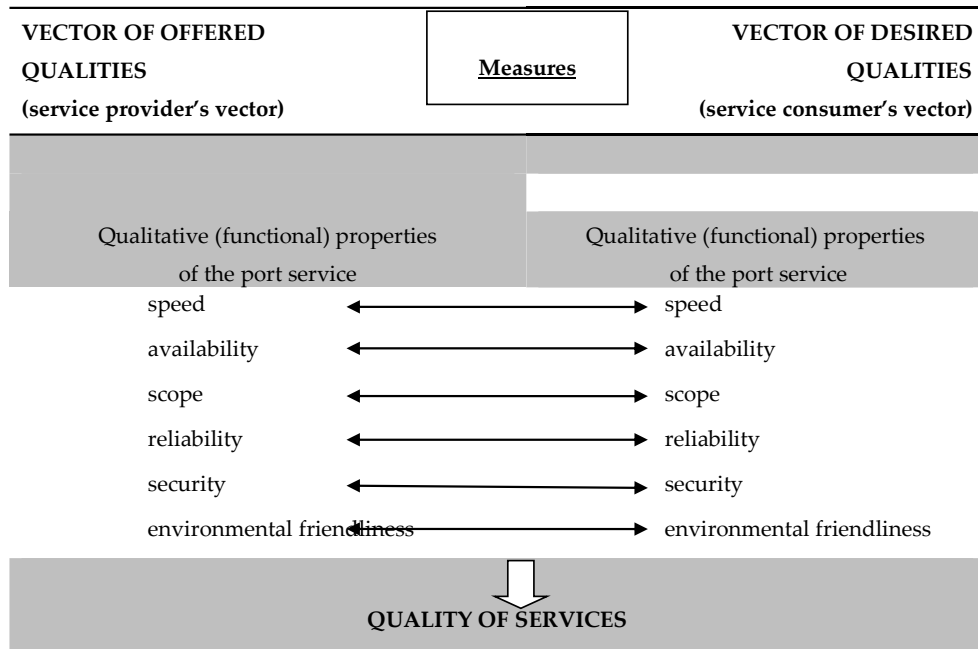 VECTOR OF OFFERED
QUALITIES
(service provider’s vector)
Measures
VECTOR OF DESIRED
QUALITIES
(service consumer’s vector)
Qualitative (functional) properties
of the port service
Qualitative (functional) properties
of the port service
speed
speed
availability
availability
scope
scope
reliability
reliability
security
security
environmental friendliness
environmental friendliness
QUALITY OF SERVICES